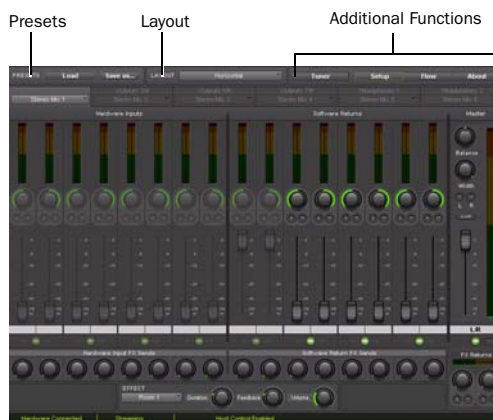 Presets Layout Additional Functions
PRESETS Load Save as... LAYOUT Horizontal Tuner Setup Flow About
Stereo Mix 1
Hardware Inputs Software Returns Master
Balance
Width
L R
LR
Hardware Input FX Sends Software Return FX Sends FX Returns
EFFECT
Room 1 Duration Feedback Volume
Hardware Connected Streaming Host Control Enabled